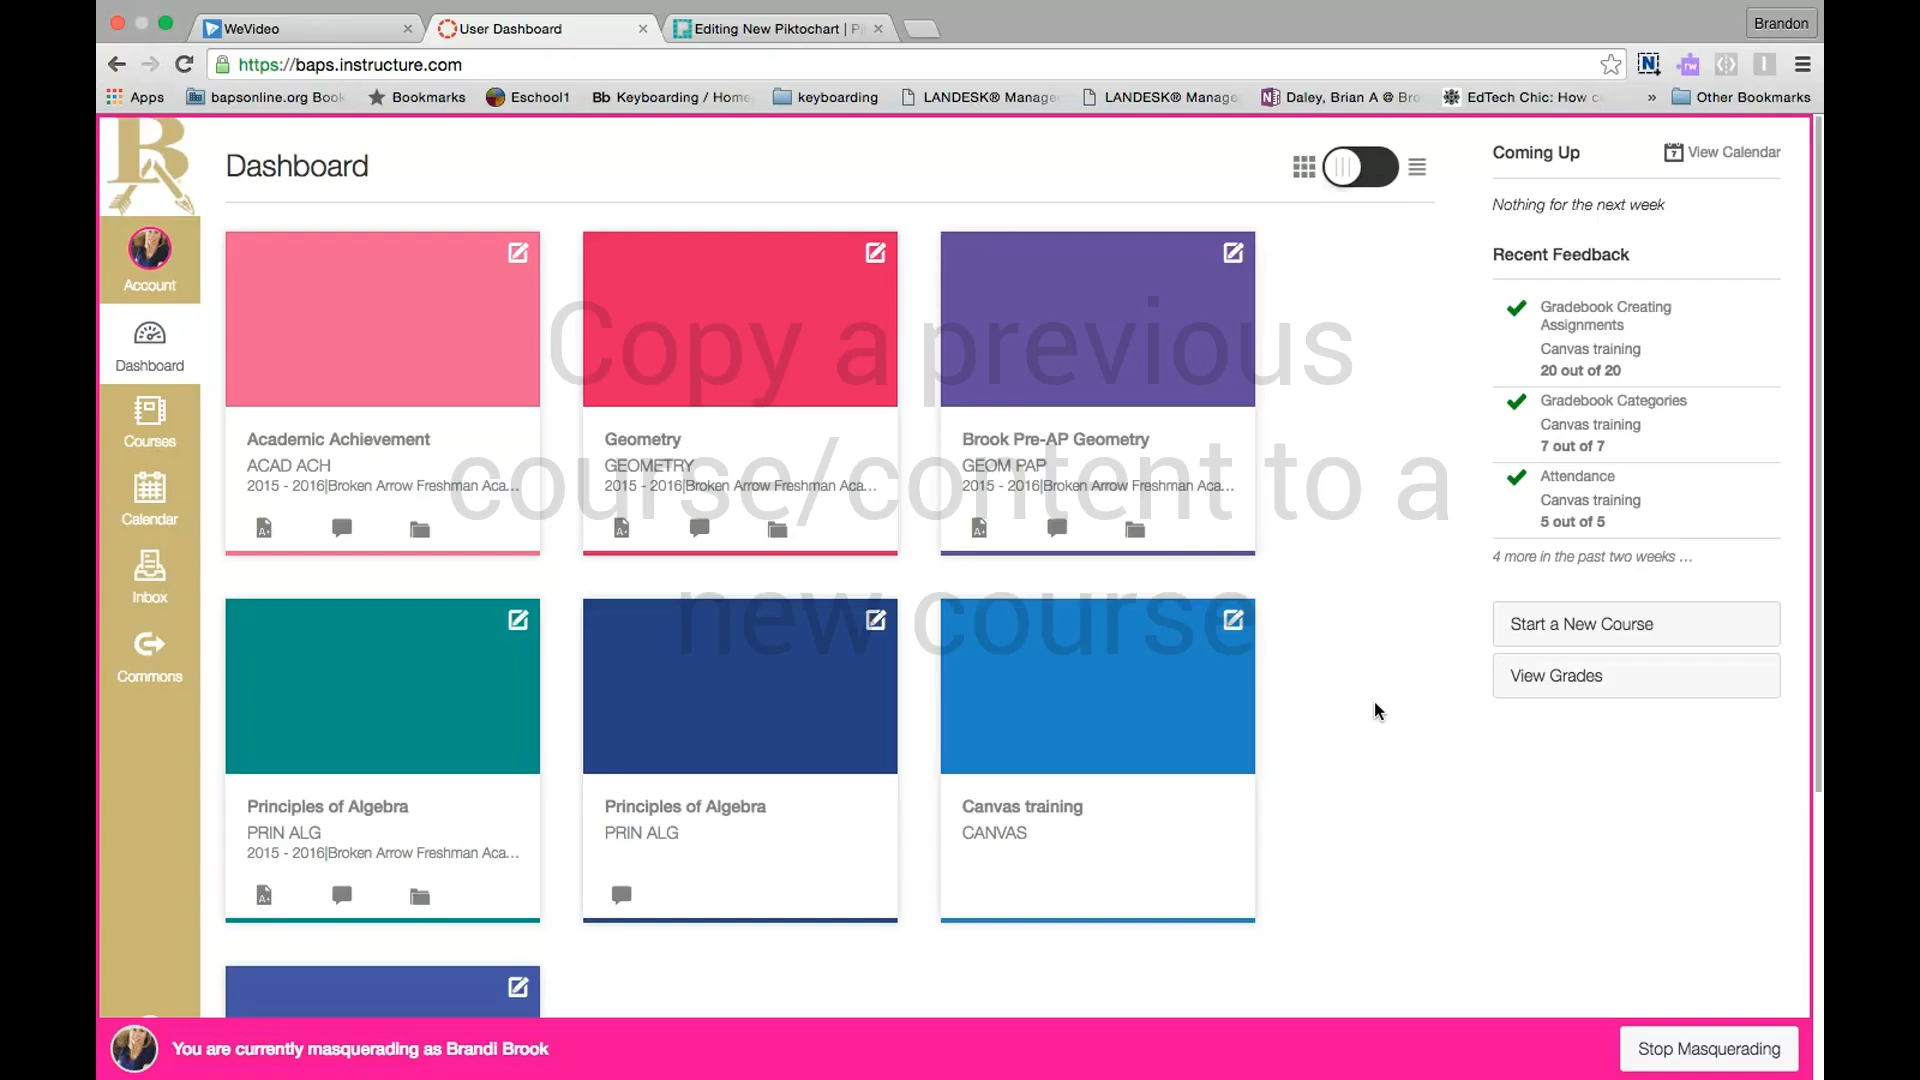 WeVideo
User Dashboard
Editing New Piktochart | P
Brandon
https://baps.instructure.com
Apps
bapsonline.org Book
Bookmarks
Eschool1
Bb Keyboarding / Home
keyboarding
LANDESK® Manage
LANDESK® Manage
Daley, Brian A @ Bro
EdTech Chic: How c
»
Other Bookmarks
B
Account
Dashboard
Courses
Calendar
Inbox
Commons
Dashboard
Copy a previous
course/content to a
new course
Academic Achievement
ACAD ACH
2015 - 2016|Broken Arrow Freshman Aca...
Geometry
GEOMETRY
2015 - 2016|Broken Arrow Freshman Aca...
Brook Pre-AP Geometry
GEOM PAP
2015 - 2016|Broken Arrow Freshman Aca...
Principles of Algebra
PRIN ALG
2015 - 2016|Broken Arrow Freshman Aca...
Principles of Algebra
PRIN ALG
Canvas training
CANVAS
Coming Up
7 View Calendar
Nothing for the next week
Recent Feedback
Gradebook Creating
Assignments
Canvas training
20 out of 20
Gradebook Categories
Canvas training
7 out of 7
Attendance
Canvas training
5 out of 5
4 more in the past two weeks ...
Start a New Course
View Grades
You are currently masquerading as Brandi Brook
Stop Masquerading